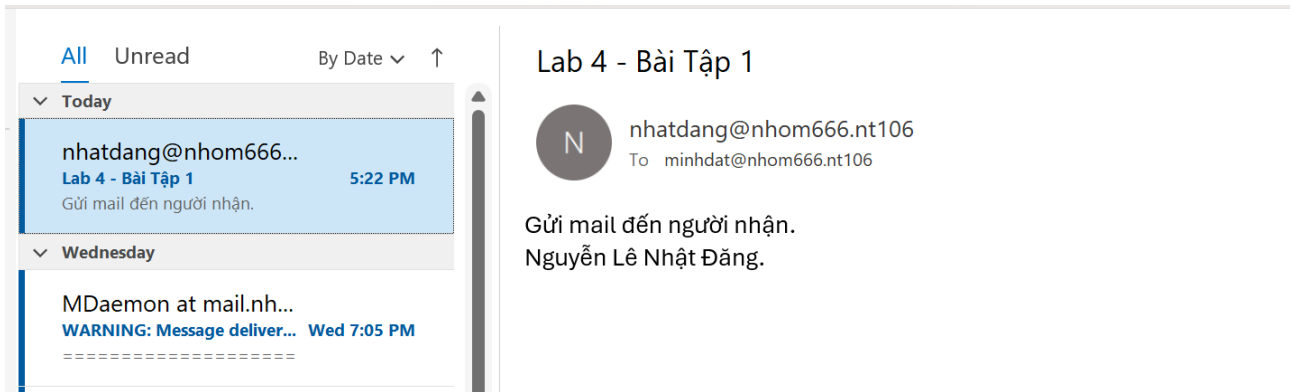 All Unread By Date
Today
nhatdang@nhom666...
Lab 4 - Bài Tập 1 5:22 PM
Gửi mail đến người nhận.
Wednesday
MDaemon at mail.nh...
WARNING: Message deliver... Wed 7:05 PM
====================
Lab 4 - Bài Tập 1
N
nhatdang@nhom666.nt106
To minhdat@nhom666.nt106
Gửi mail đến người nhận.
Nguyễn Lê Nhật Đăng.